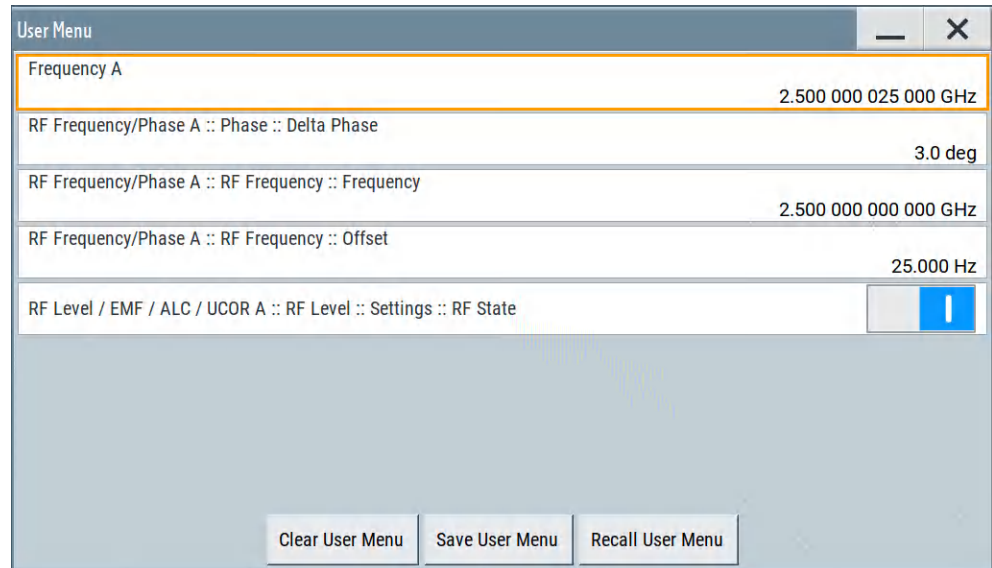 User Menu
Frequency A
2.500 000 025 000 GHz
RF Frequency/Phase A :: Phase :: Delta Phase
3.0 deg
RF Frequency/Phase A :: RF Frequency :: Frequency
2.500 000 000 000 GHz
RF Frequency/Phase A :: RF Frequency :: Offset
25.000 Hz
RF Level / EMF / ALC / UCOR A :: RF Level :: Settings :: RF State
Clear User Menu Save User Menu Recall User Menu